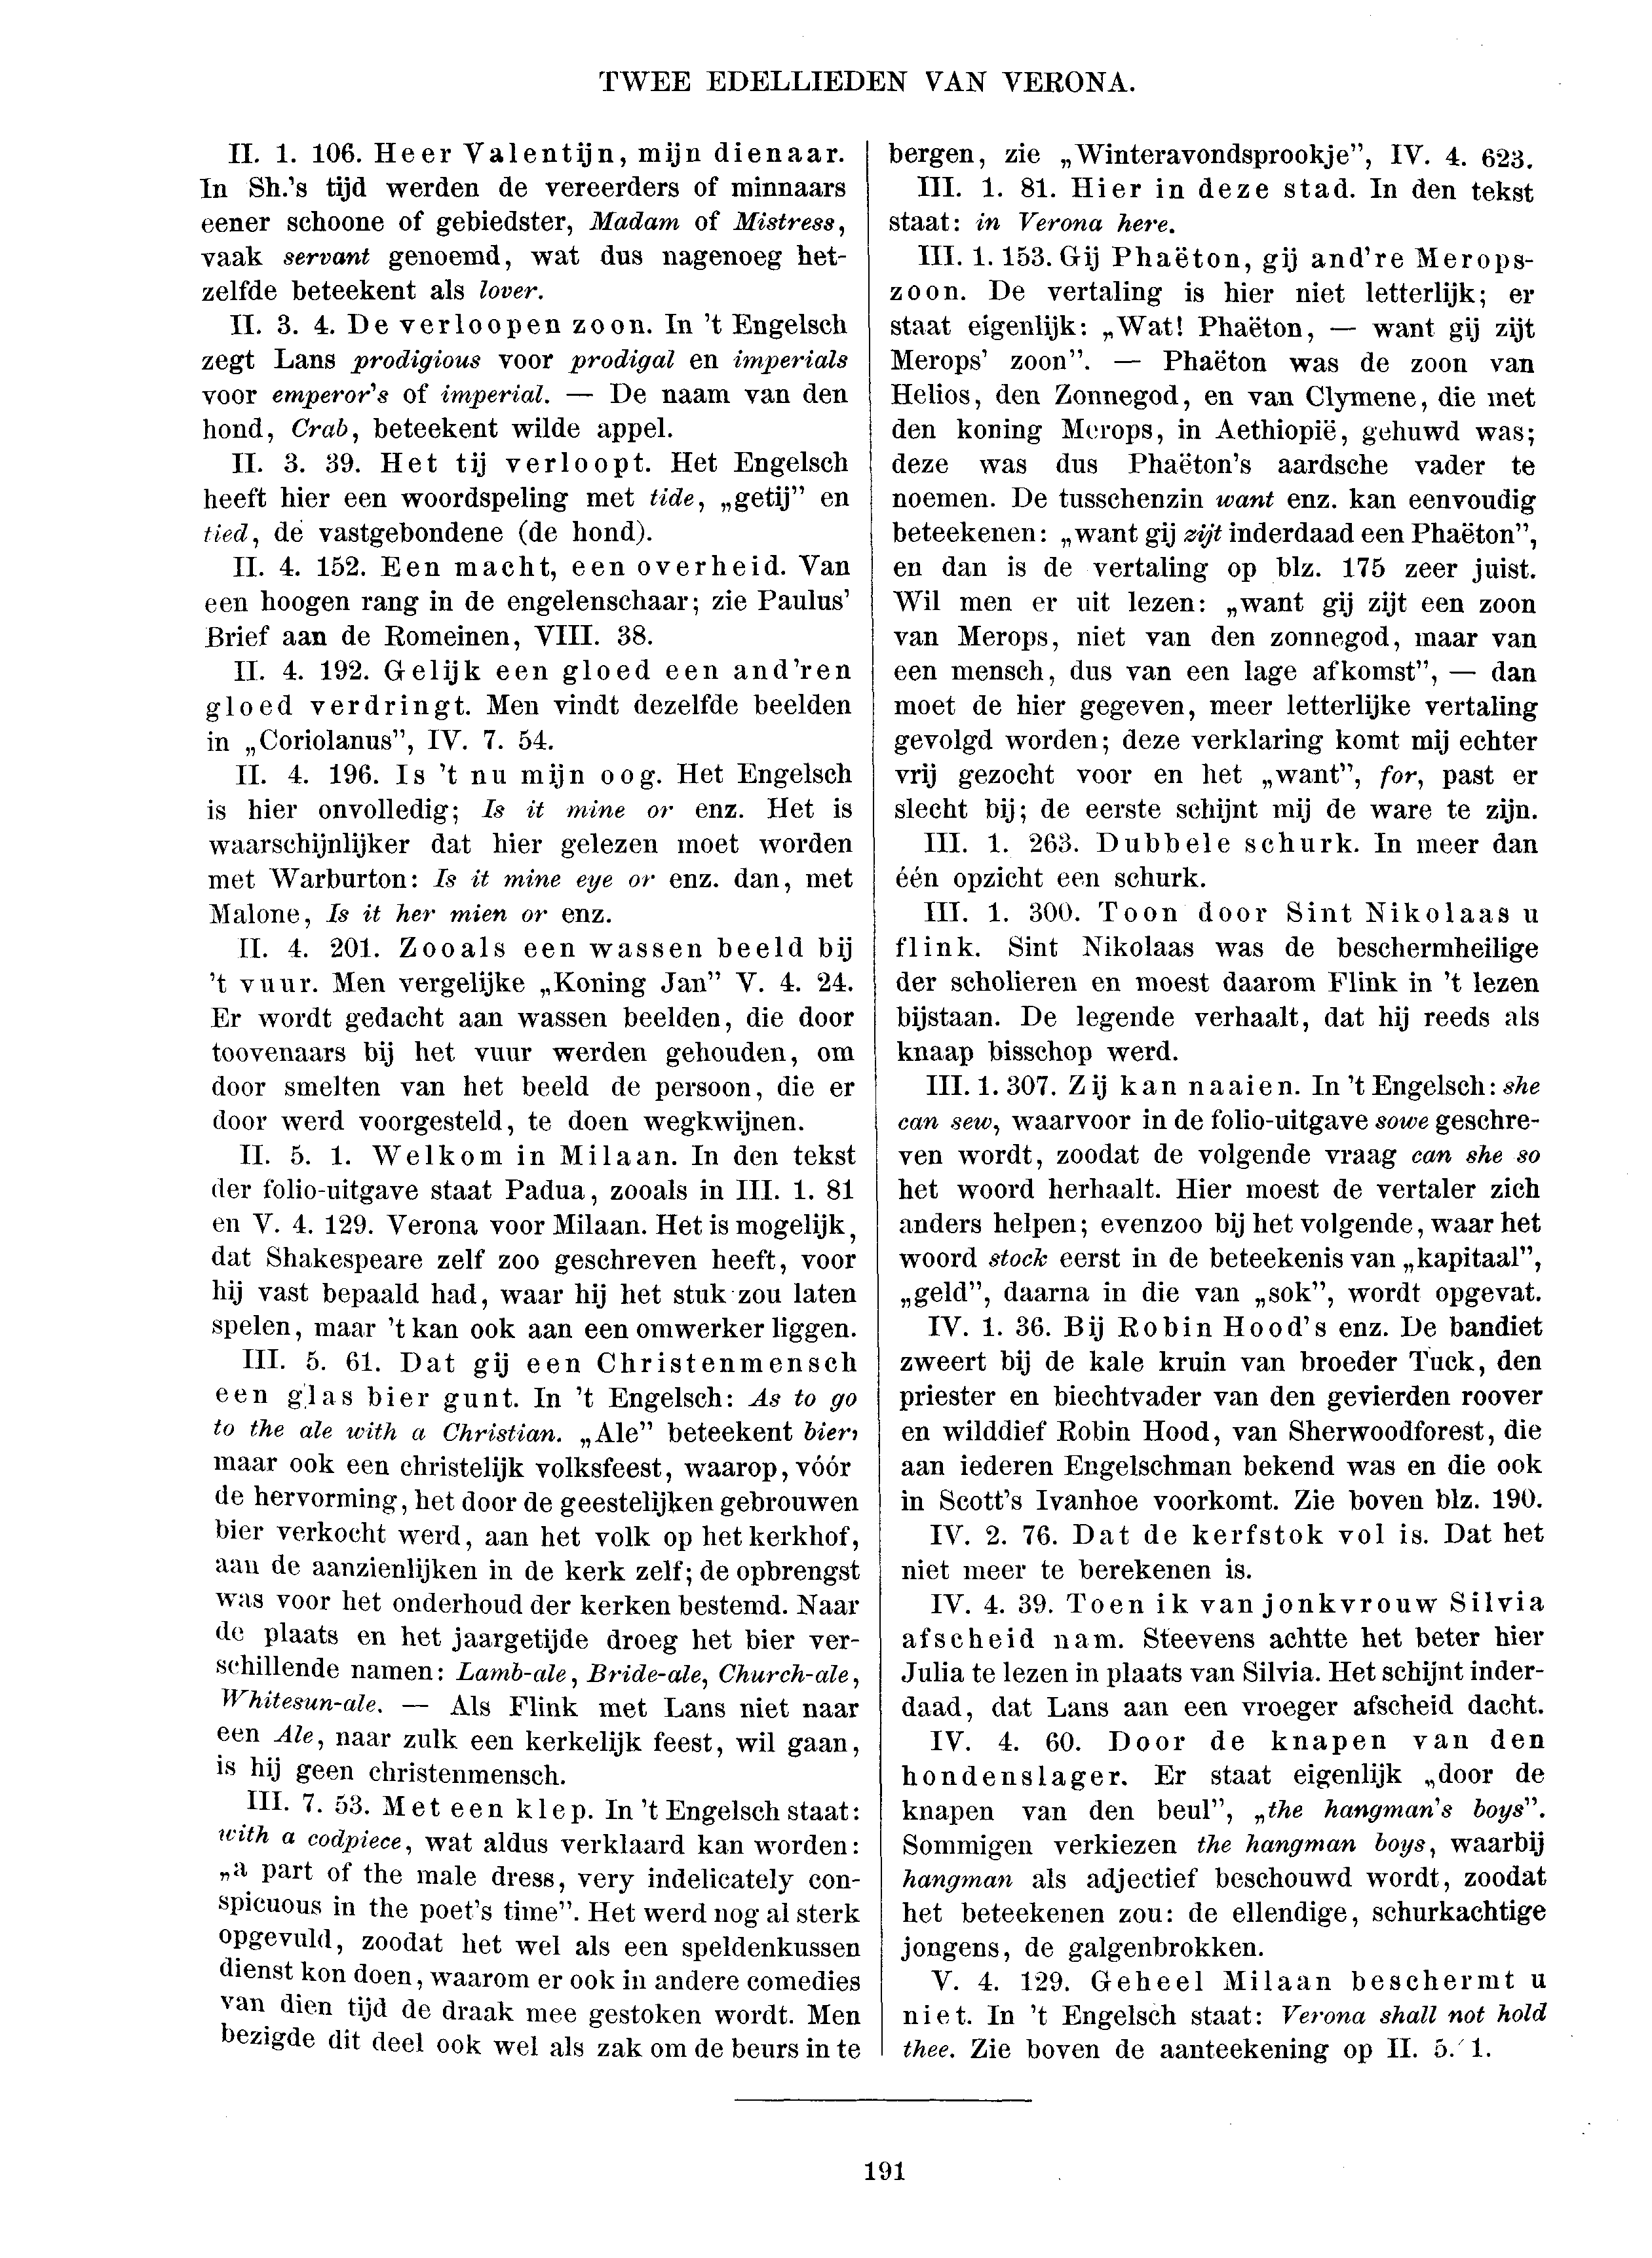 TWEE EDELLIEDEN VAN VERONA.
II. 1. 106. Heer Valentijn, mijn dienaar.
In Sh.'s tijd werden de vereerders of minnaars
eener schoone of gebiedster, Madam of Mistress,
vaak servant genoemd, wat dus nagenoeg het-
zelfde beteekent als lover.
II. 3. 4. De verloopen zoon. In 't Engelsch
zegt Lans prodigious voor prodigal en imperials
voor emperor's of imperial. — De naam van den
hond, Crab, beteekent wilde appel.
II. 3. 39. Het tij verloopt. Het Engelsch
heeft hier een woordspeling met tide, „getij” en
tied, de vastgebondene (de hond).
II. 4. 152. Een macht, een overheid. Van
een hoogen rang in de engelenschaar; zie Paulus'
Brief aan de Romeinen, VIII. 38.
II. 4. 192. Gelijk een gloed een and'ren
gloed verdringt. Men vindt dezelfde beelden
in „Coriolanus”, IV. 7. 54.
II. 4. 196. Is 't nu mijn oog. Het Engelsch
is hier onvolledig; Is it mine or enz. Het is
waarschijnlijker dat hier gelezen moet worden
met Warburton: Is it mine eye or enz. dan, met
Malone, Is it her mien or enz.
II. 4. 201. Zooals een wassen beeld bij
't vuur. Men vergelijke „Koning Jan” V. 4. 24.
Er wordt gedacht aan wassen beelden, die door
toovenaars bij het vuur werden gehouden, om
door smelten van het beeld de persoon, die er
door werd voorgesteld, te doen wegkwijnen.
II. 5. 1. Welkom in Milaan. In den tekst
der folio-uitgave staat Padua, zooals in III. 1. 81
en V. 4. 129. Verona voor Milaan. Het is mogelijk,
dat Shakespeare zelf zoo geschreven heeft, voor
hij vast bepaald had, waar hij het stuk zou laten
spelen, maar 't kan ook aan een omwerker liggen.
III. 5. 61. Dat gij een Christenmensch
een glas bier gunt. In 't Engelsch: As to go
to the ale with a Christian. „Ale” beteekent bier,
maar ook een christelijk volksfeest, waarop, vóór
de hervorming, het door de geestelijken gebrouwen
bier verkocht werd, aan het volk op het kerkhof,
aan de aanzienlijken in de kerk zelf; de opbrengst
was voor het onderhoud der kerken bestemd. Naar
de plaats en het jaargetijde droeg het bier ver-
schillende namen: Lamb-ale, Bride-ale, Church-ale,
Whitesun-ale. — Als Flink met Lans niet naar
een Ale, naar zulk een kerkelijk feest, wil gaan,
is hij geen christenmensch.
III. 7. 53. Met een klep. In 't Engelsch staat:
with a codpiece, wat aldus verklaard kan worden:
„a part of the male dress, very indelicately con-
spicuous in the poet's time”. Het werd nog al sterk
opgevuld, zoodat het wel als een speldenkussen
dienst kon doen, waarom er ook in andere comedies
van dien tijd de draak mee gestoken wordt. Men
bezigde dit deel ook wel als zak om de beurs in te
bergen, zie „Winteravondsprookje”, IV. 4. 623.
III. 1. 81. Hier in deze stad. In den tekst
staat: in Verona here.
III. 1. 153. Gij Phaëton, gij and're Merops-
zoon. De vertaling is hier niet letterlijk; er
staat eigenlijk: „Wat! Phaëton, — want gij zijt
Merops' zoon”. — Phaëton was de zoon van
Helios, den Zonnegod, en van Clymene, die met
den koning Merops, in Aethiopië, gehuwd was;
deze was dus Phaëton's aardsche vader te
noemen. De tusschenzin want enz. kan eenvoudig
beteekenen: „want gij zijt inderdaad een Phaëton”,
en dan is de vertaling op blz. 175 zeer juist.
Wil men er uit lezen: „want gij zijt een zoon
van Merops, niet van den zonnegod, maar van
een mensch, dus van een lage afkomst”, — dan
moet de hier gegeven, meer letterlijke vertaling
gevolgd worden; deze verklaring komt mij echter
vrij gezocht voor en het „want”, for, past er
slecht bij; de eerste schijnt mij de ware te zijn.
III. 1. 263. Dubbele schurk. In meer dan
één opzicht een schurk.
III. 1. 300. Toon door Sint Nikolaas u
flink. Sint Nikolaas was de beschermheilige
der scholieren en moest daarom Flink in 't lezen
bijstaan. De legende verhaalt, dat hij reeds als
knaap bisschop werd.
III. 1. 307. Zij kan naaien. In 't Engelsch: she
can sew, waarvoor in de folio-uitgave sowe geschre-
ven wordt, zoodat de volgende vraag can she so
het woord herhaalt. Hier moest de vertaler zich
anders helpen; evenzoo bij het volgende, waar het
woord stock eerst in de beteekenis van „kapitaal”,
„geld”, daarna in die van „sok”, wordt opgevat.
IV. 1. 36. Bij Robin Hood's enz. De bandiet
zweert bij de kale kruin van broeder Tuck, den
priester en biechtvader van den gevierden roover
en wilddief Robin Hood, van Sherwoodforest, die
aan iederen Engelschman bekend was en die ook
in Scott's Ivanhoe voorkomt. Zie boven blz. 190.
IV. 2. 76. Dat de kerfstok vol is. Dat het
niet meer te berekenen is.
IV. 4. 39. Toen ik van jonkvrouw Silvia
afscheid nam. Steevens achtte het beter hier
Julia te lezen in plaats van Silvia. Het schijnt inder-
daad, dat Lans aan een vroeger afscheid dacht.
IV. 4. 60. Door de knapen van den
hondenslager. Er staat eigenlijk „door de
knapen van den beul”, „the hangman's boys”.
Sommigen verkiezen the hangman boys, waarbij
hangman als adjectief beschouwd wordt, zoodat
het beteekenen zou: de ellendige, schurkachtige
jongens, de galgenbrokken.
V. 4. 129. Geheel Milaan beschermt u
niet. In 't Engelsch staat: Verona shall not hold
thee. Zie boven de aanteekening op II. 5. 1.
191